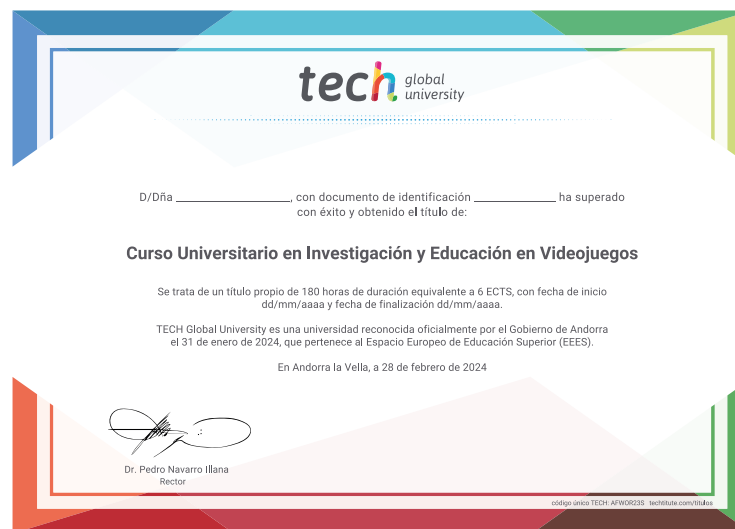 tech global
university
D/Dña ____________________, con documento de identificación ______________ ha superado
con éxito y obtenido el título de:
Curso Universitario en Investigación y Educación en Videojuegos
Se trata de un título propio de 180 horas de duración equivalente a 6 ECTS, con fecha de inicio
dd/mm/aaaa y fecha de finalización dd/mm/aaaa.
TECH Global University es una universidad reconocida oficialmente por el Gobierno de Andorra
el 31 de enero de 2024, que pertenece al Espacio Europeo de Educación Superior (EEES).
En Andorra la Vella, a 28 de febrero de 2024
Dr. Pedro Navarro Illana
Rector
código único TECH: AFWOR23S techtitute.com/titulos